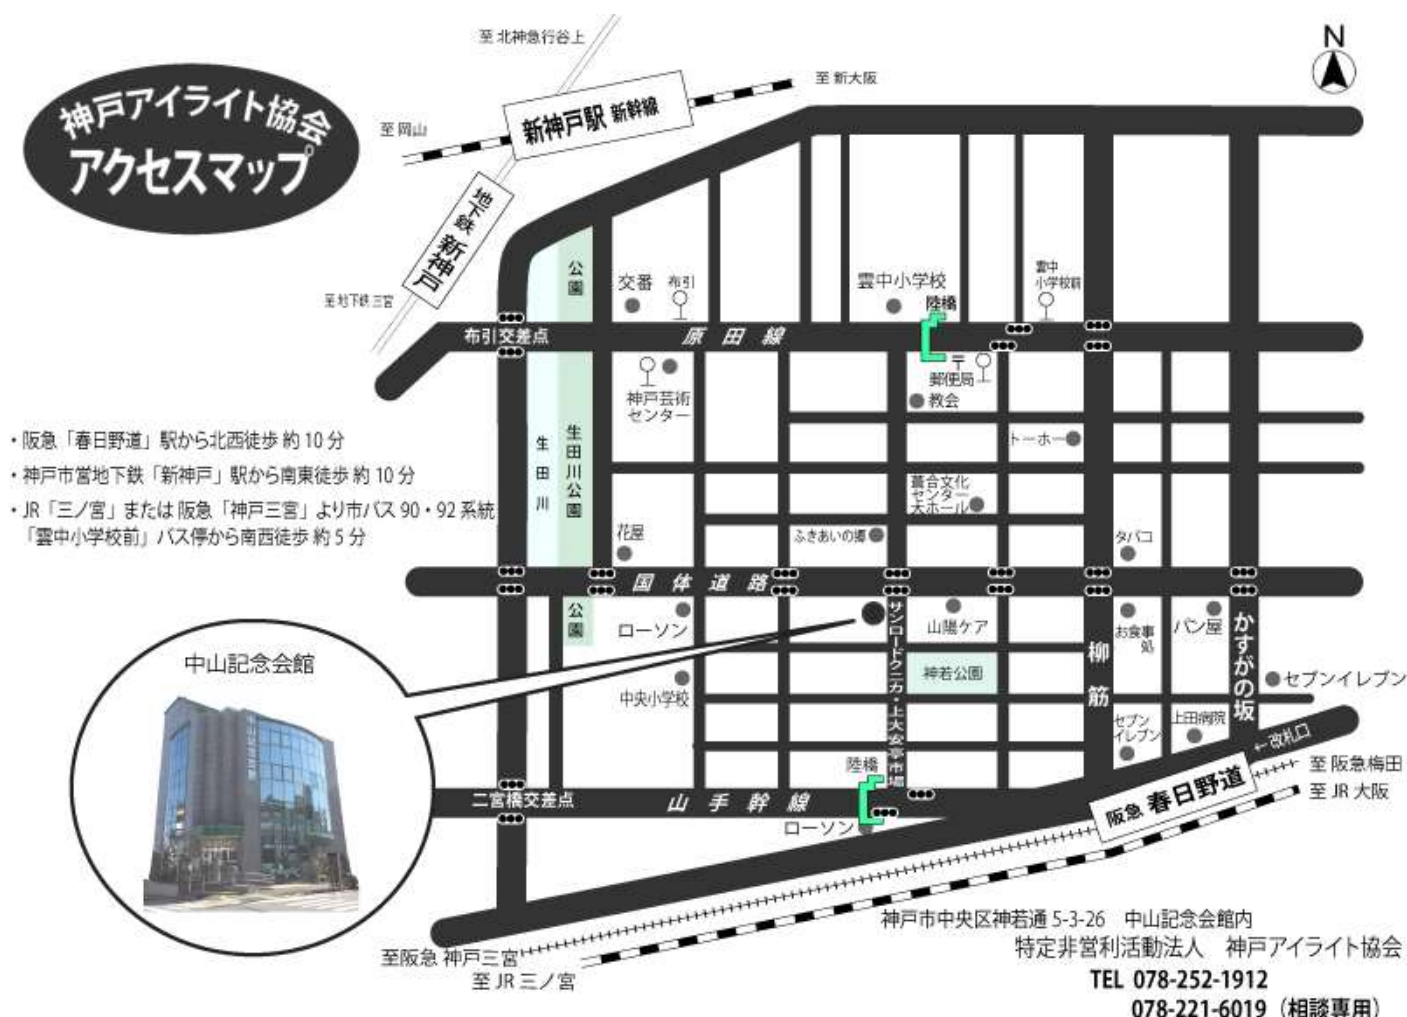 神戸アイライト協会
アクセスマップ
至 北神急行谷上
至 新大阪
新神戸駅 新幹線
至 岡山
地下鉄 新神戸
至 地下鉄 三宮
N
公園
交番
布引
雲中小学校
陸橋
雲中
小学校前
布引交差点
原田線
〒
郵便局
教会
神戸芸術
センター
トーホー
生田川
生田川公園
葺合文化
センター
大ホール
ふきあいの郷
花屋
タバコ
・阪急「春日野道」駅から北西徒歩 約 10 分
・神戸市営地下鉄「新神戸」駅から南東徒歩 約 10 分
・JR「三ノ宮」または 阪急「神戸三宮」より市バス 90・92 系統
「雲中小学校前」バス停から南西徒歩 約 5 分
国体道路
公園
ローソン
サンロードクニカ・上大安亭市場
山陽ケア
お食事
処
パン屋
かすがの坂
柳筋
神若公園
中央小学校
セブンイレブン
セブン
イレブン
上田病院
←改札口
中山記念会館
陸橋
二宮橋交差点
山手幹線
ローソン
阪急 春日野道
至 阪急梅田
至 JR 大阪
至阪急 神戸三宮
至 JR 三ノ宮
神戸市中央区神若通 5-3-26 中山記念会館内
特定非営利活動法人 神戸アイライト協会
TEL 078-252-1912
078-221-6019（相談専用）